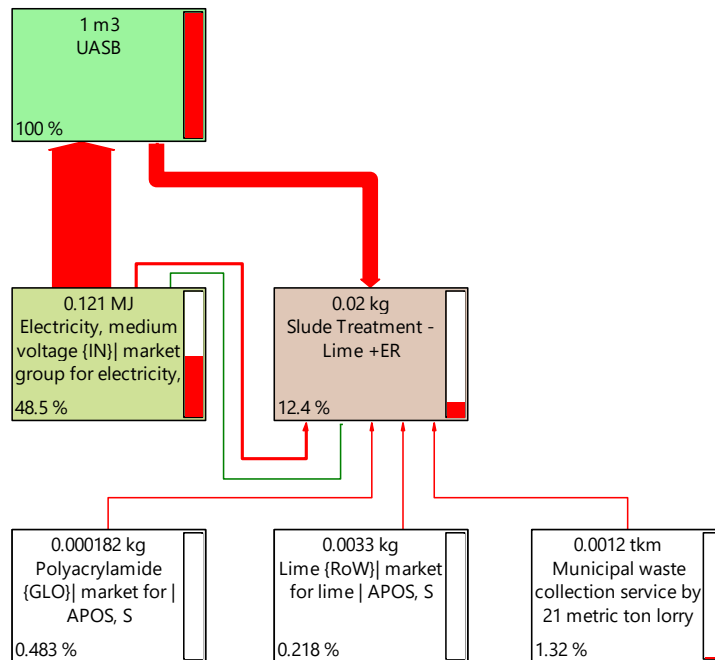 1 m3
UASB
100 %
0.121 MJ
Electricity, medium
voltage {IN}| market
group for electricity,
48.5 %
0.02 kg
Slude Treatment -
Lime +ER
12.4 %
0.000182 kg
Polyacrylamide
{GLO}| market for |
APOS, S
0.483 %
0.0033 kg
Lime {RoW}| market
for lime | APOS, S
0.218 %
0.0012 tkm
Municipal waste
collection service by
21 metric ton lorry
1.32 %